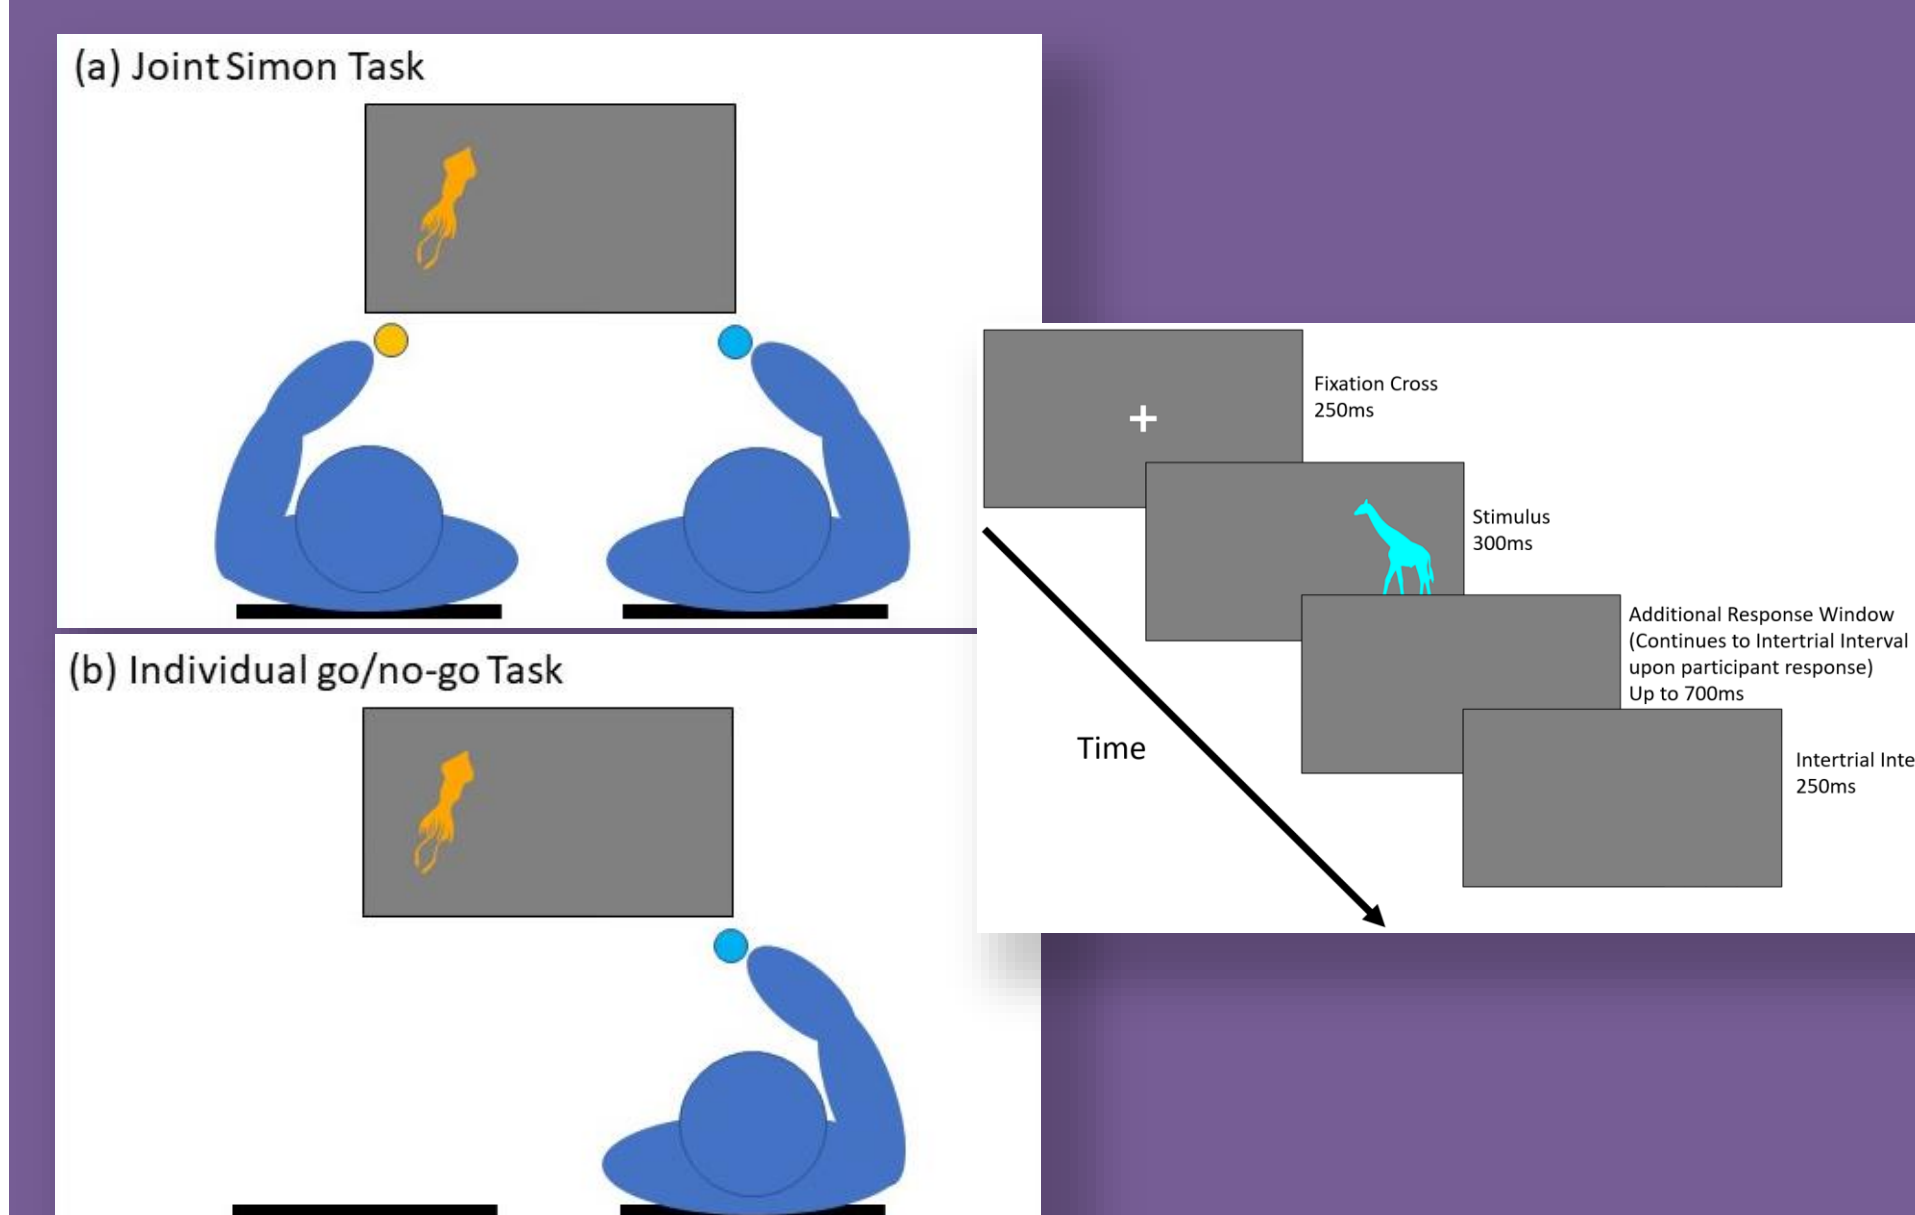 (a) Joint Simon Task
Fixation Cross
250ms
Stimulus
300ms
Additional Response Window
(Continues to Intertrial Interval
upon participant response)
Up to 700ms
Time
Intertrial Inte
250ms
(b) Individual go/no-go Task